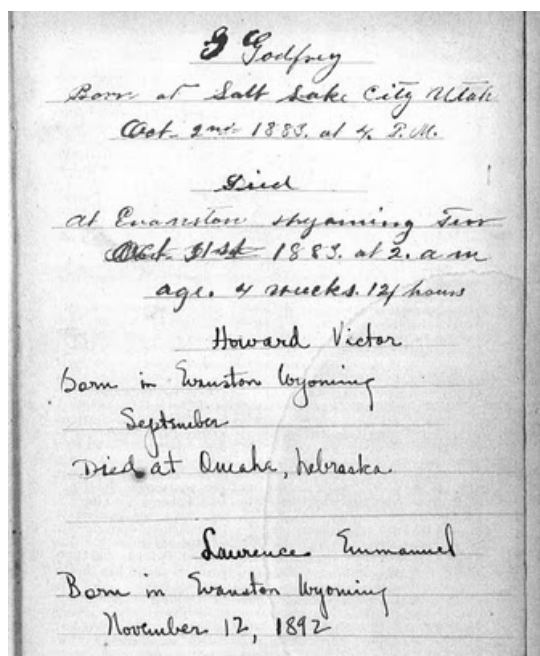 G Godfrey
Born at Salt Lake City Utah
Oct. 2nd 1883. at 4. P.M.
Died
At Evanston Wyoming Terr
Oct. 31st 1883. at 2. a m
age. 4 weeks. 12 hours
Howard Victor
Born in Evanston Wyoming
September
Died at Omaha, Nebraska
Laurence Emmanuel
Born in Evanston Wyoming
November 12, 1892